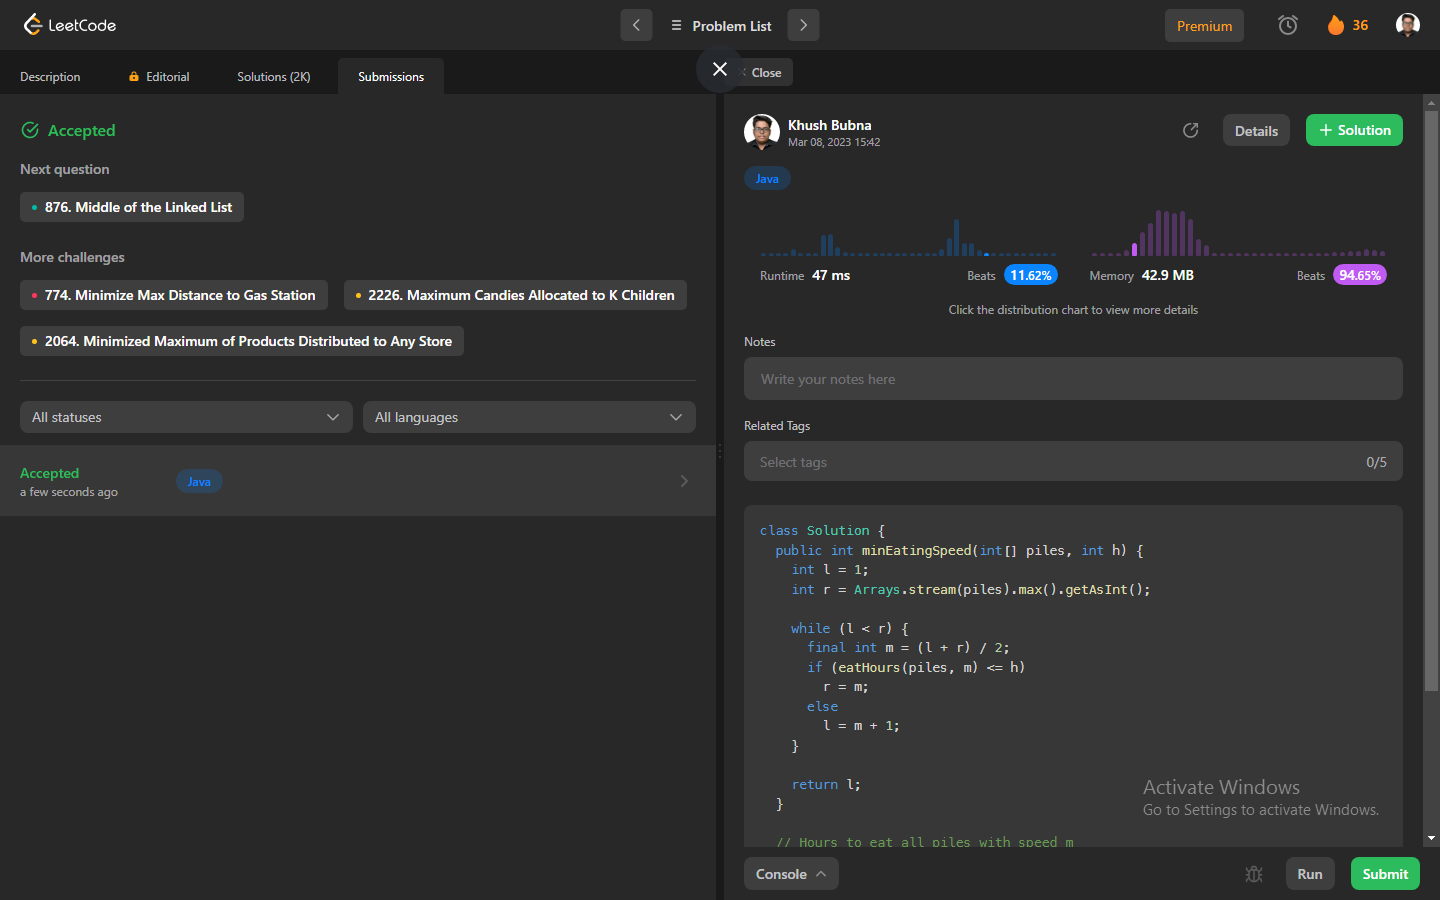 LeetCode
Problem List
Premium
36
Description
Editorial
Solutions (2K)
Submissions
Close
Accepted
Next question
876. Middle of the Linked List
More challenges
774. Minimize Max Distance to Gas Station
2226. Maximum Candies Allocated to K Children
2064. Minimized Maximum of Products Distributed to Any Store
All statuses
All languages
Accepted
a few seconds ago
Java
Khush Bubna
Mar 08, 2023 15:42
Details
+ Solution
Java
Runtime 47 ms
Beats 11.62%
Memory 42.9 MB
Beats 94.65%
Click the distribution chart to view more details
Notes
Write your notes here
Related Tags
Select tags
0/5
class Solution {
public int minEatingSpeed(int[] piles, int h) {
int l = 1;
int r = Arrays.stream(piles).max().getAsInt();
while (l < r) {
final int m = (l + r) / 2;
if (eatHours(piles, m) <= h)
r = m;
else
l = m + 1;
}
return l;
}
// Hours to eat all piles with speed m
Activate Windows
Go to Settings to activate Windows.
Console
Run
Submit